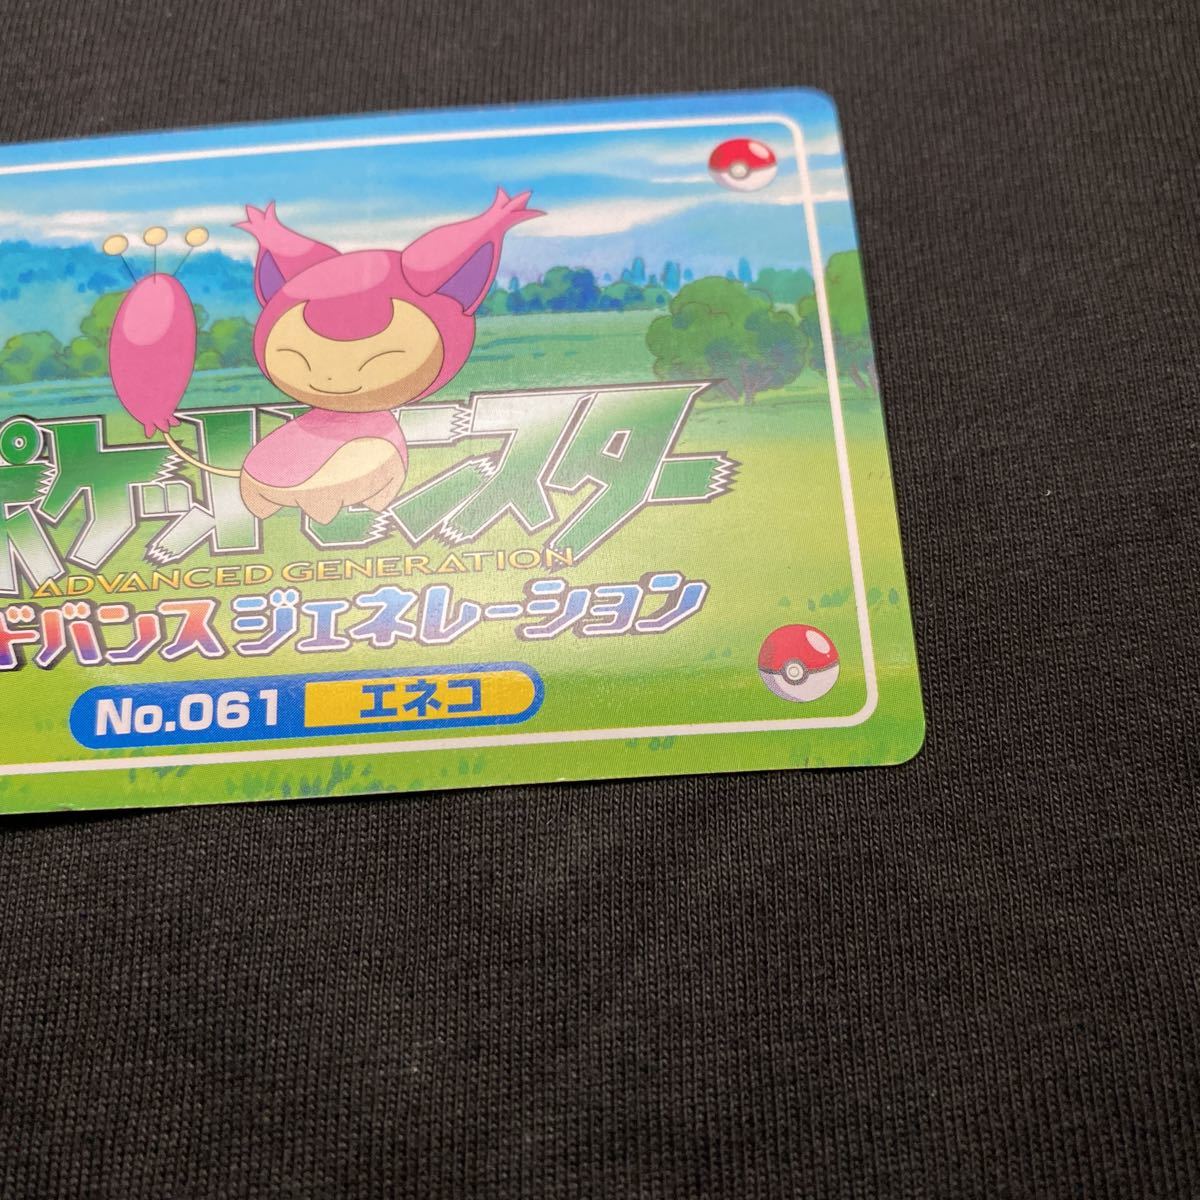 ポケットモンスター
ADVANCED GENERATION
ドバンス ジェネレーション
No.061 エネコ